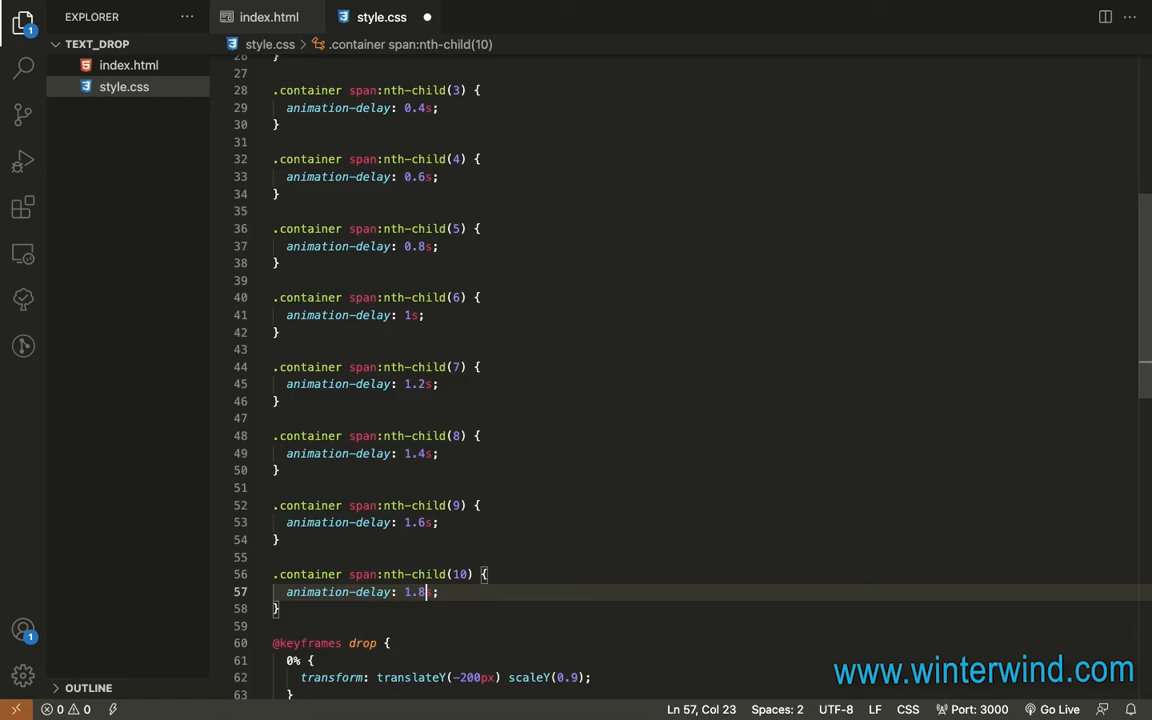 EXPLORER
TEXT_DROP
index.html
style.css
OUTLINE
1
1
index.html
style.css
style.css > .container span:nth-child(10)
26 }
27
28 .container span:nth-child(3) {
29 animation-delay: 0.4s;
30 }
31
32 .container span:nth-child(4) {
33 animation-delay: 0.6s;
34 }
35
36 .container span:nth-child(5) {
37 animation-delay: 0.8s;
38 }
39
40 .container span:nth-child(6) {
41 animation-delay: 1s;
42 }
43
44 .container span:nth-child(7) {
45 animation-delay: 1.2s;
46 }
47
48 .container span:nth-child(8) {
49 animation-delay: 1.4s;
50 }
51
52 .container span:nth-child(9) {
53 animation-delay: 1.6s;
54 }
55
56 .container span:nth-child(10) {
57 animation-delay: 1.8s;
58 }
59
60 @keyframes drop {
61 0% {
62 transform: translateY(-200px) scaleY(0.9);
63 }
www.winterwind.com
0 0 Ln 57, Col 23 Spaces: 2 UTF-8 LF CSS Port: 3000 Go Live